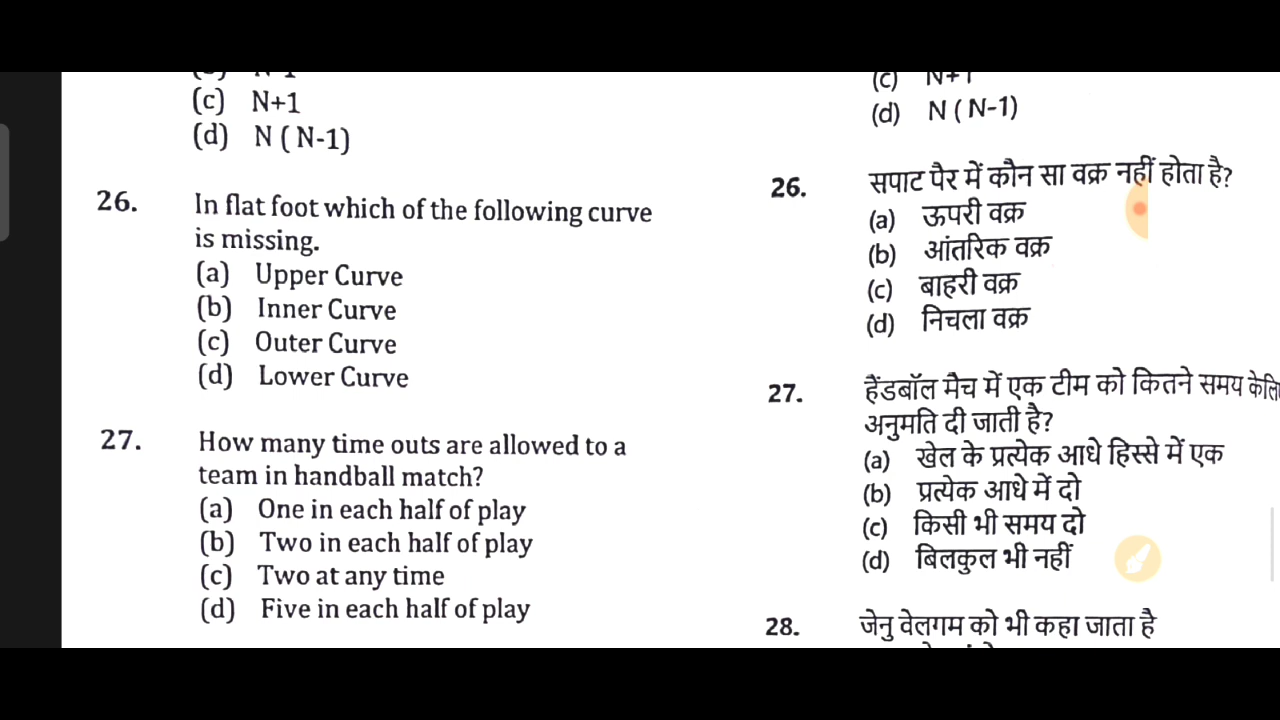 (c) N+1
(d) N ( N-1)
26. In flat foot which of the following curve
is missing.
(a) Upper Curve
(b) Inner Curve
(c) Outer Curve
(d) Lower Curve
27. How many time outs are allowed to a
team in handball match?
(a) One in each half of play
(b) Two in each half of play
(c) Two at any time
(d) Five in each half of play
(c) N+1
(d) N ( N-1)
26. सपाट पैर में कौन सा वक्र नहीं होता है?
(a) ऊपरी वक्र
(b) आंतरिक वक्र
(c) बाहरी वक्र
(d) निचला वक्र
27. हैंडबॉल मैच में एक टीम को कितने समय के
अनुमति दी जाती है?
(a) खेल के प्रत्येक आधे हिस्से में एक
(b) प्रत्येक आधे में दो
(c) किसी भी समय दो
(d) बिलकुल भी नहीं
28. जेनु वेलगम को भी कहा जाता है